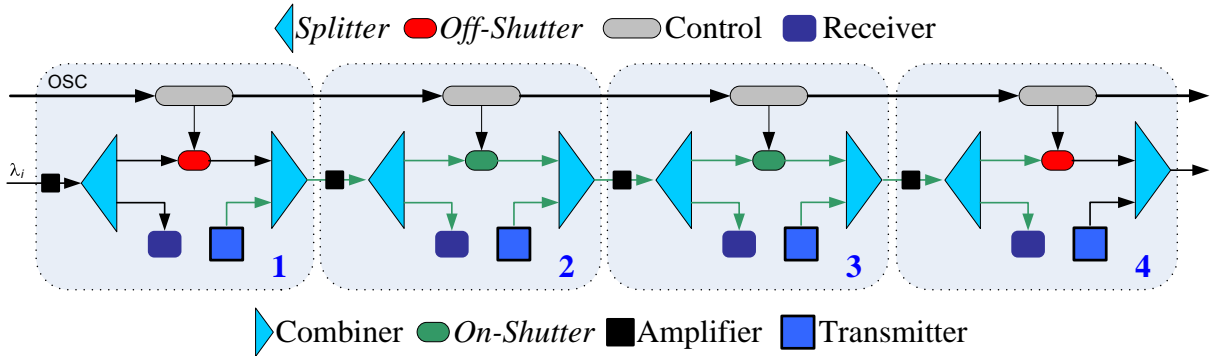 Splitter Off-Shutter Control Receiver
OSC
λi
1 2 3 4
Combiner On-Shutter Amplifier Transmitter